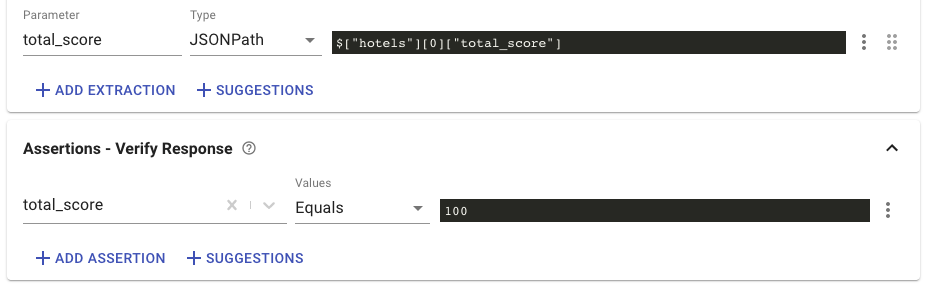 Parameter Type
total_score JSONPath $["hotels"][0]["total_score"]
ADD EXTRACTION SUGGESTIONS
Assertions - Verify Response ?
Values
total_score Equals 100
ADD ASSERTION SUGGESTIONS